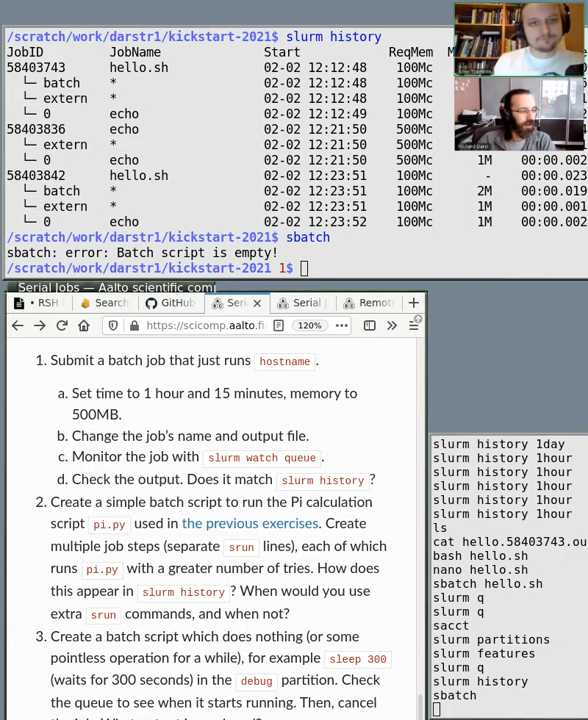 /scratch/work/darstr1/kickstart-2021$ slurm history
JobID JobName Start ReqMem M
58403743 hello.sh 02-02 12:12:48 100Mc
└─ batch * 02-02 12:12:48 100Mc
└─ extern * 02-02 12:12:48 100Mc
└─ 0 echo 02-02 12:12:49 100Mc
58403836 echo 02-02 12:21:50 500Mc
└─ extern * 02-02 12:21:50 500Mc
└─ 0 echo 02-02 12:21:50 500Mc 1M 00:00.002
58403842 hello.sh 02-02 12:23:51 100Mc - 00:00.023
└─ batch * 02-02 12:23:51 100Mc 2M 00:00.019
└─ extern * 02-02 12:23:51 100Mc 1M 00:00.001
└─ 0 echo 02-02 12:23:52 100Mc 1M 00:00.002
/scratch/work/darstr1/kickstart-2021$ sbatch
sbatch: error: Batch script is empty!
/scratch/work/darstr1/kickstart-2021 1$
Serial Jobs — Aalto scientific com
• RSH Search GitHub Seri Serial J Remot
https://scicomp.aalto.fi 120%
1. Submit a batch job that just runs hostname.
a. Set time to 1 hour and 15 minutes, memory to
500MB.
b. Change the job's name and output file.
c. Monitor the job with slurm watch queue.
d. Check the output. Does it match slurm history?
2. Create a simple batch script to run the Pi calculation
script pi.py used in the previous exercises. Create
multiple job steps (separate srun lines), each of which
runs pi.py with a greater number of tries. How does
this appear in slurm history? When would you use
extra srun commands, and when not?
3. Create a batch script which does nothing (or some
pointless operation for a while), for example sleep 300
(waits for 300 seconds) in the debug partition. Check
the queue to see when it starts running. Then, cancel
slurm history 1day
slurm history 1hour
slurm history 1hour
slurm history 1hour
slurm history 1hour
slurm history 1hour
ls
cat hello.58403743.ou
bash hello.sh
nano hello.sh
sbatch hello.sh
slurm q
slurm q
sacct
slurm partitions
slurm features
slurm q
slurm history
sbatch